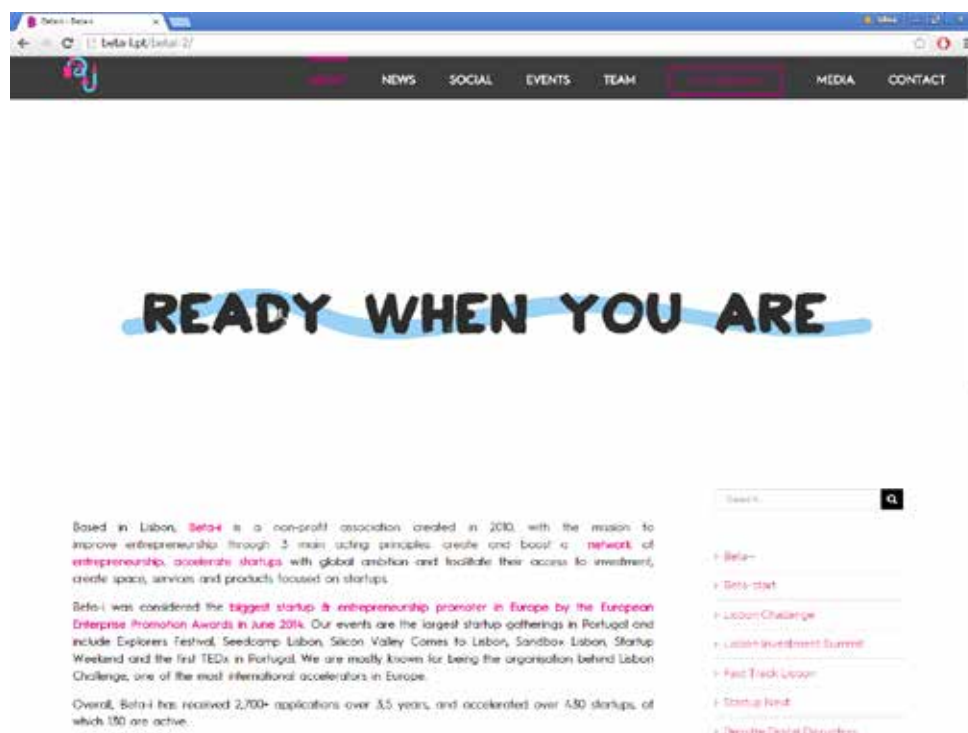 Beta-i - Beta-i
beta-i.pt/betai-2/
NEWS SOCIAL EVENTS TEAM MEDIA CONTACT
READY WHEN YOU ARE
Search...
Based in Lisbon, Beta-i is a non-profit association created in 2010, with the mission to
improve entrepreneurship through 3 main acting principles: create and boost a network of
entrepreneurship, accelerate startups with global ambition and facilitate their access to investment,
create space, services and products focused on startups.
Beta-i was considered the biggest startup & entrepreneurship promoter in Europe by the European
Enterprise Promotion Awards in June 2014. Our events are the largest startup gatherings in Portugal and
include Explorers Festival, Seedcamp Lisbon, Silicon Valley Comes to Lisbon, Sandbox Lisbon, Startup
Weekend and the first TEDx in Portugal. We are mostly known for being the organisation behind Lisbon
Challenge, one of the most international accelerators in Europe.
Overall, Beta-i has received 2,700+ applications over 3,5 years, and accelerated over 430 startups, of
which 130 are active.
Beta-i
Beta-start
Lisbon Challenge
Lisbon Investment Summit
Fast Track Lisbon
Startup Next